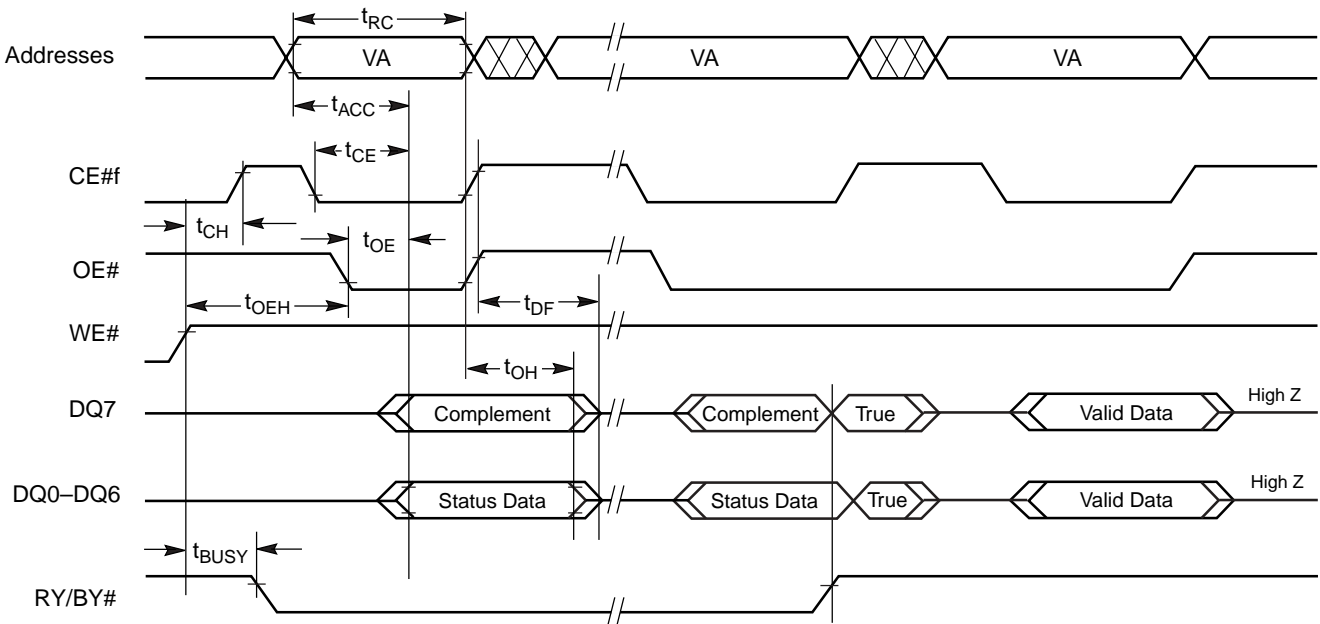 tRC
Addresses VA VA VA
tACC
tCE
CE#f
tCH tOE
OE#
tOEH tDF
WE#
tOH
DQ7 Complement Complement True Valid Data High Z
DQ0–DQ6 Status Data Status Data True Valid Data High Z
tBUSY
RY/BY#